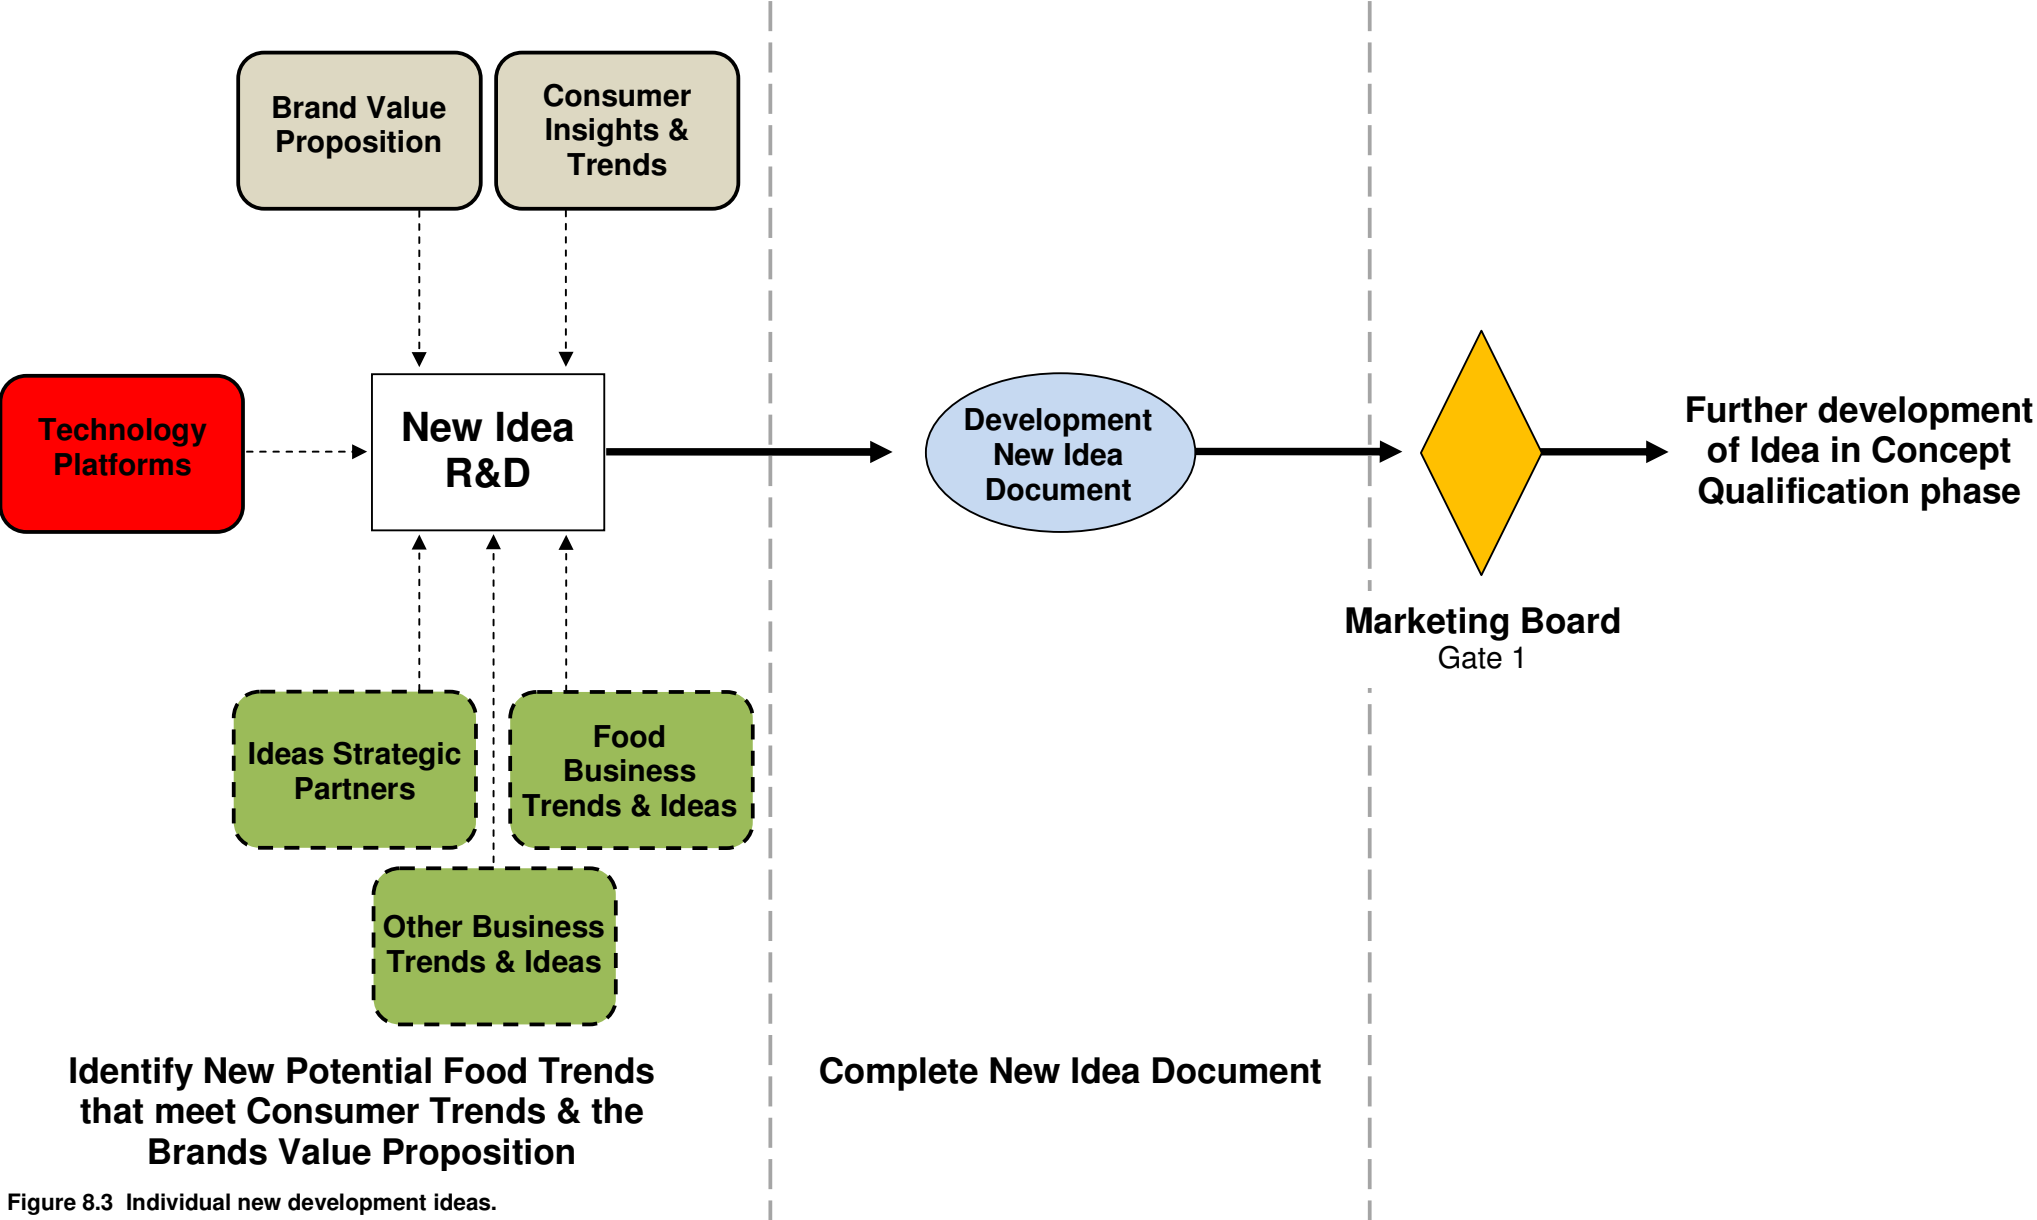 Brand Value
Proposition
Consumer
Insights &
Trends
Technology
Platforms
New Idea
R&D
Development
New Idea
Document
Further development
of Idea in Concept
Qualification phase
Marketing Board
Gate 1
Ideas Strategic
Partners
Food
Business
Trends & Ideas
Other Business
Trends & Ideas
Identify New Potential Food Trends
that meet Consumer Trends & the
Brands Value Proposition
Complete New Idea Document
Figure 8.3  Individual new development ideas.